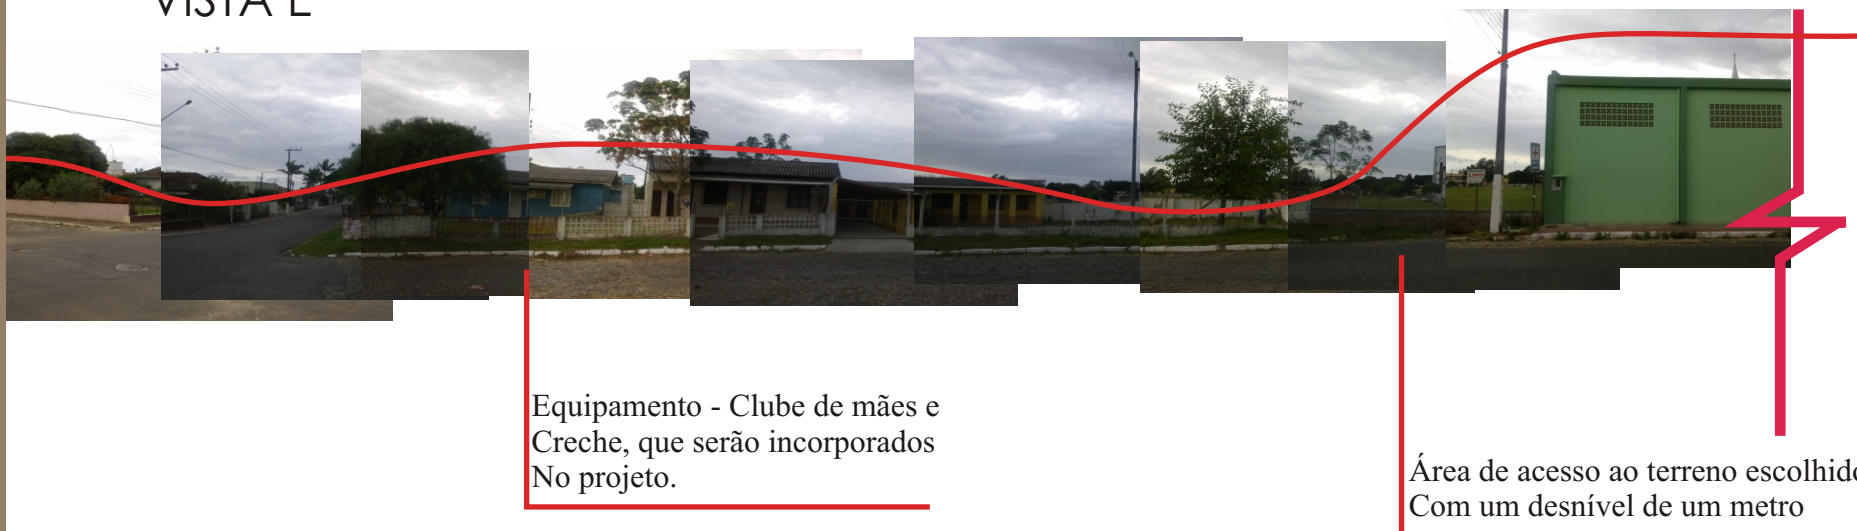 VISTA E
Equipamento - Clube de mães e
Creche, que serão incorporados
No projeto.
Área de acesso ao terreno escolhido
Com um desnível de um metro